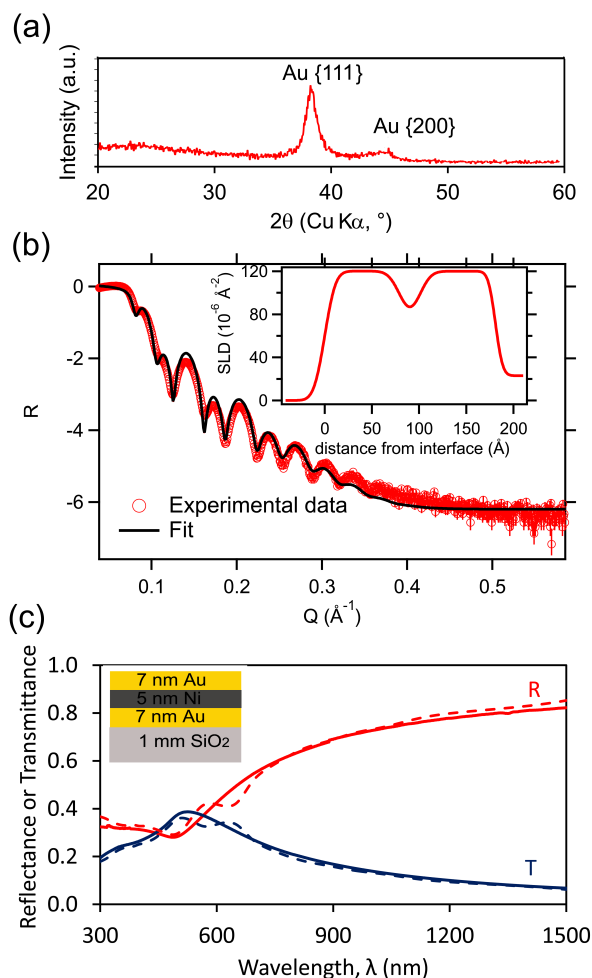 (a)
Intensity (a.u.)
Au {111}
Au {200}
20 30 40 50 60
2θ (Cu Kα, °)
(b)
R
0
-2
-4
-6
SLD (10⁻⁶ Å⁻²)
120
80
40
0
0 50 100 150 200
distance from interface (Å)
Experimental data
Fit
0.1 0.2 0.3 0.4 0.5
Q (Å⁻¹)
(c)
Reflectance or Transmittance
1.0
0.8
0.6
0.4
0.2
0.0
7 nm Au
5 nm Ni
7 nm Au
1 mm SiO₂
R
T
300 600 900 1200 1500
Wavelength, λ (nm)